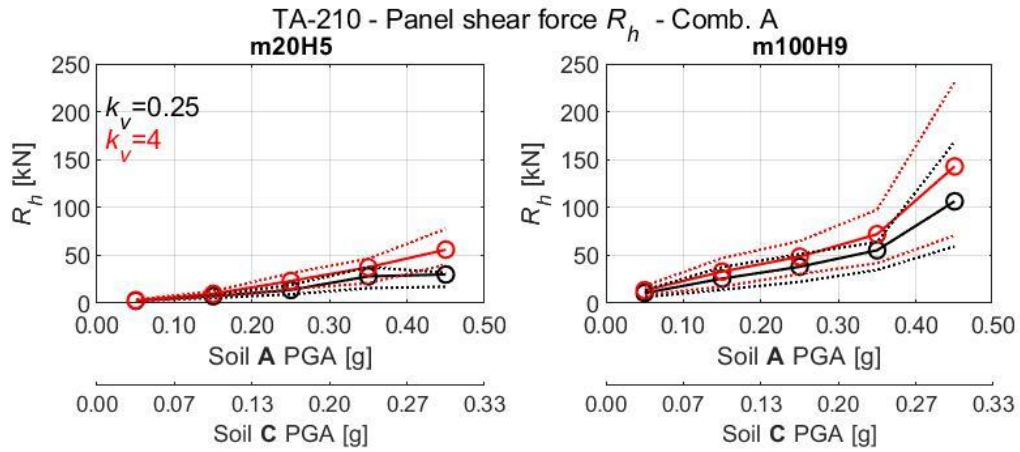 TA-210 - Panel shear force R_h - Comb. A
m20H5
m100H9
250
200
150
100
50
0
R_h [kN]
k_v=0.25
k_v=4
0.00 0.10 0.20 0.30 0.40 0.50
Soil A PGA [g]
0.00 0.07 0.13 0.20 0.27 0.33
Soil C PGA [g]
250
200
150
100
50
0
R_h [kN]
0.00 0.10 0.20 0.30 0.40 0.50
Soil A PGA [g]
0.00 0.07 0.13 0.20 0.27 0.33
Soil C PGA [g]